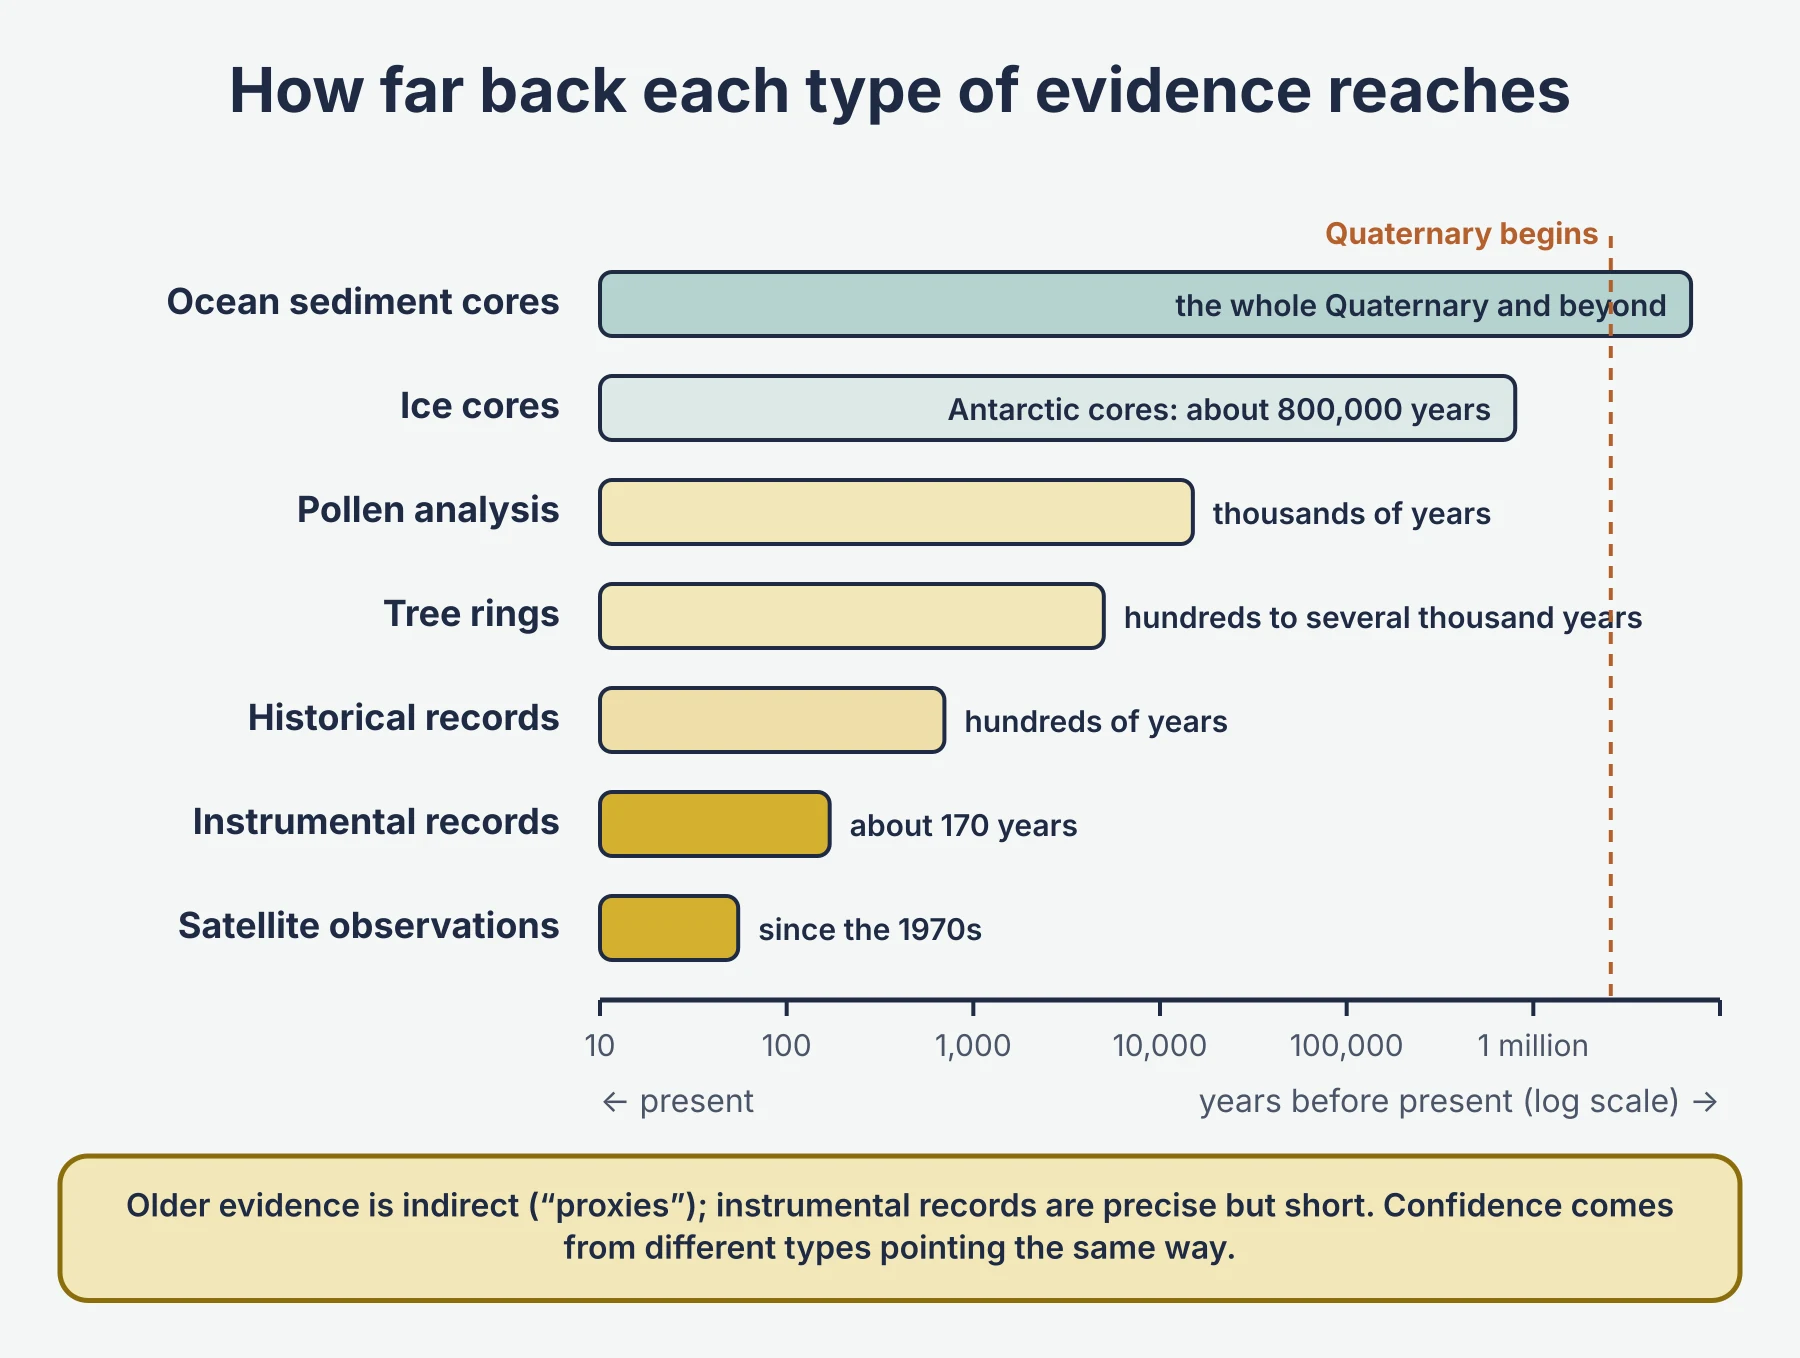 How far back each type of evidence reaches
Quaternary begins
Ocean sediment cores
the whole Quaternary and beyond
Ice cores
Antarctic cores: about 800,000 years
Pollen analysis
thousands of years
Tree rings
hundreds to several thousand years
Historical records
hundreds of years
Instrumental records
about 170 years
Satellite observations
since the 1970s
10 100 1,000 10,000 100,000 1 million
← present
years before present (log scale) →
Older evidence is indirect (“proxies”); instrumental records are precise but short. Confidence comes
from different types pointing the same way.